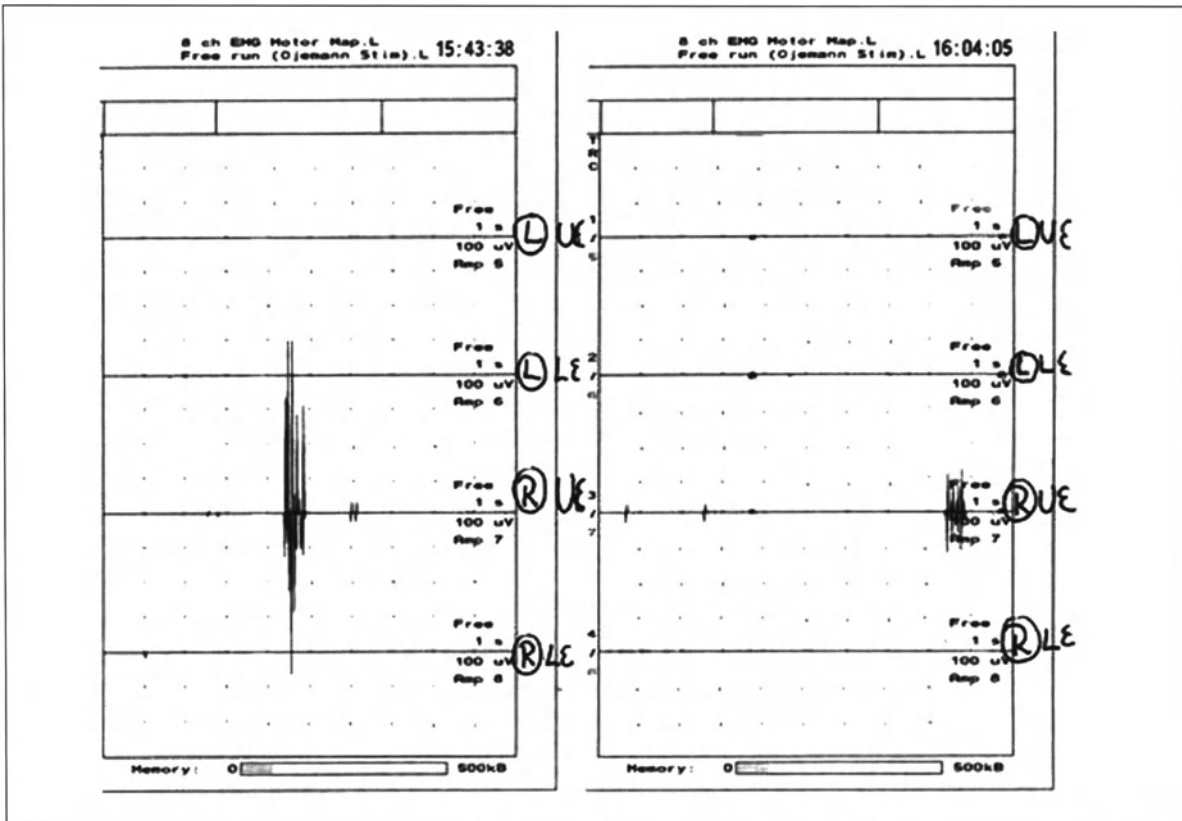 8 ch EMG Motor Map.L
Free run (Ojemann Stim).L 15:43:38
Free
1 s
100 uV
Amp 5
L UE
Free
1 s
100 uV
Amp 6
L LE
Free
1 s
100 uV
Amp 7
R UE
Free
1 s
100 uV
Amp 8
R LE
Memory: 0 500kB
8 ch EMG Motor Map.L
Free run (Ojemann Stim).L 16:04:05
Free
1 s
100 uV
Amp 5
L UE
Free
1 s
100 uV
Amp 6
L LE
Free
1 s
100 uV
Amp 7
R UE
Free
1 s
100 uV
Amp 8
R LE
Memory: 0 500kB